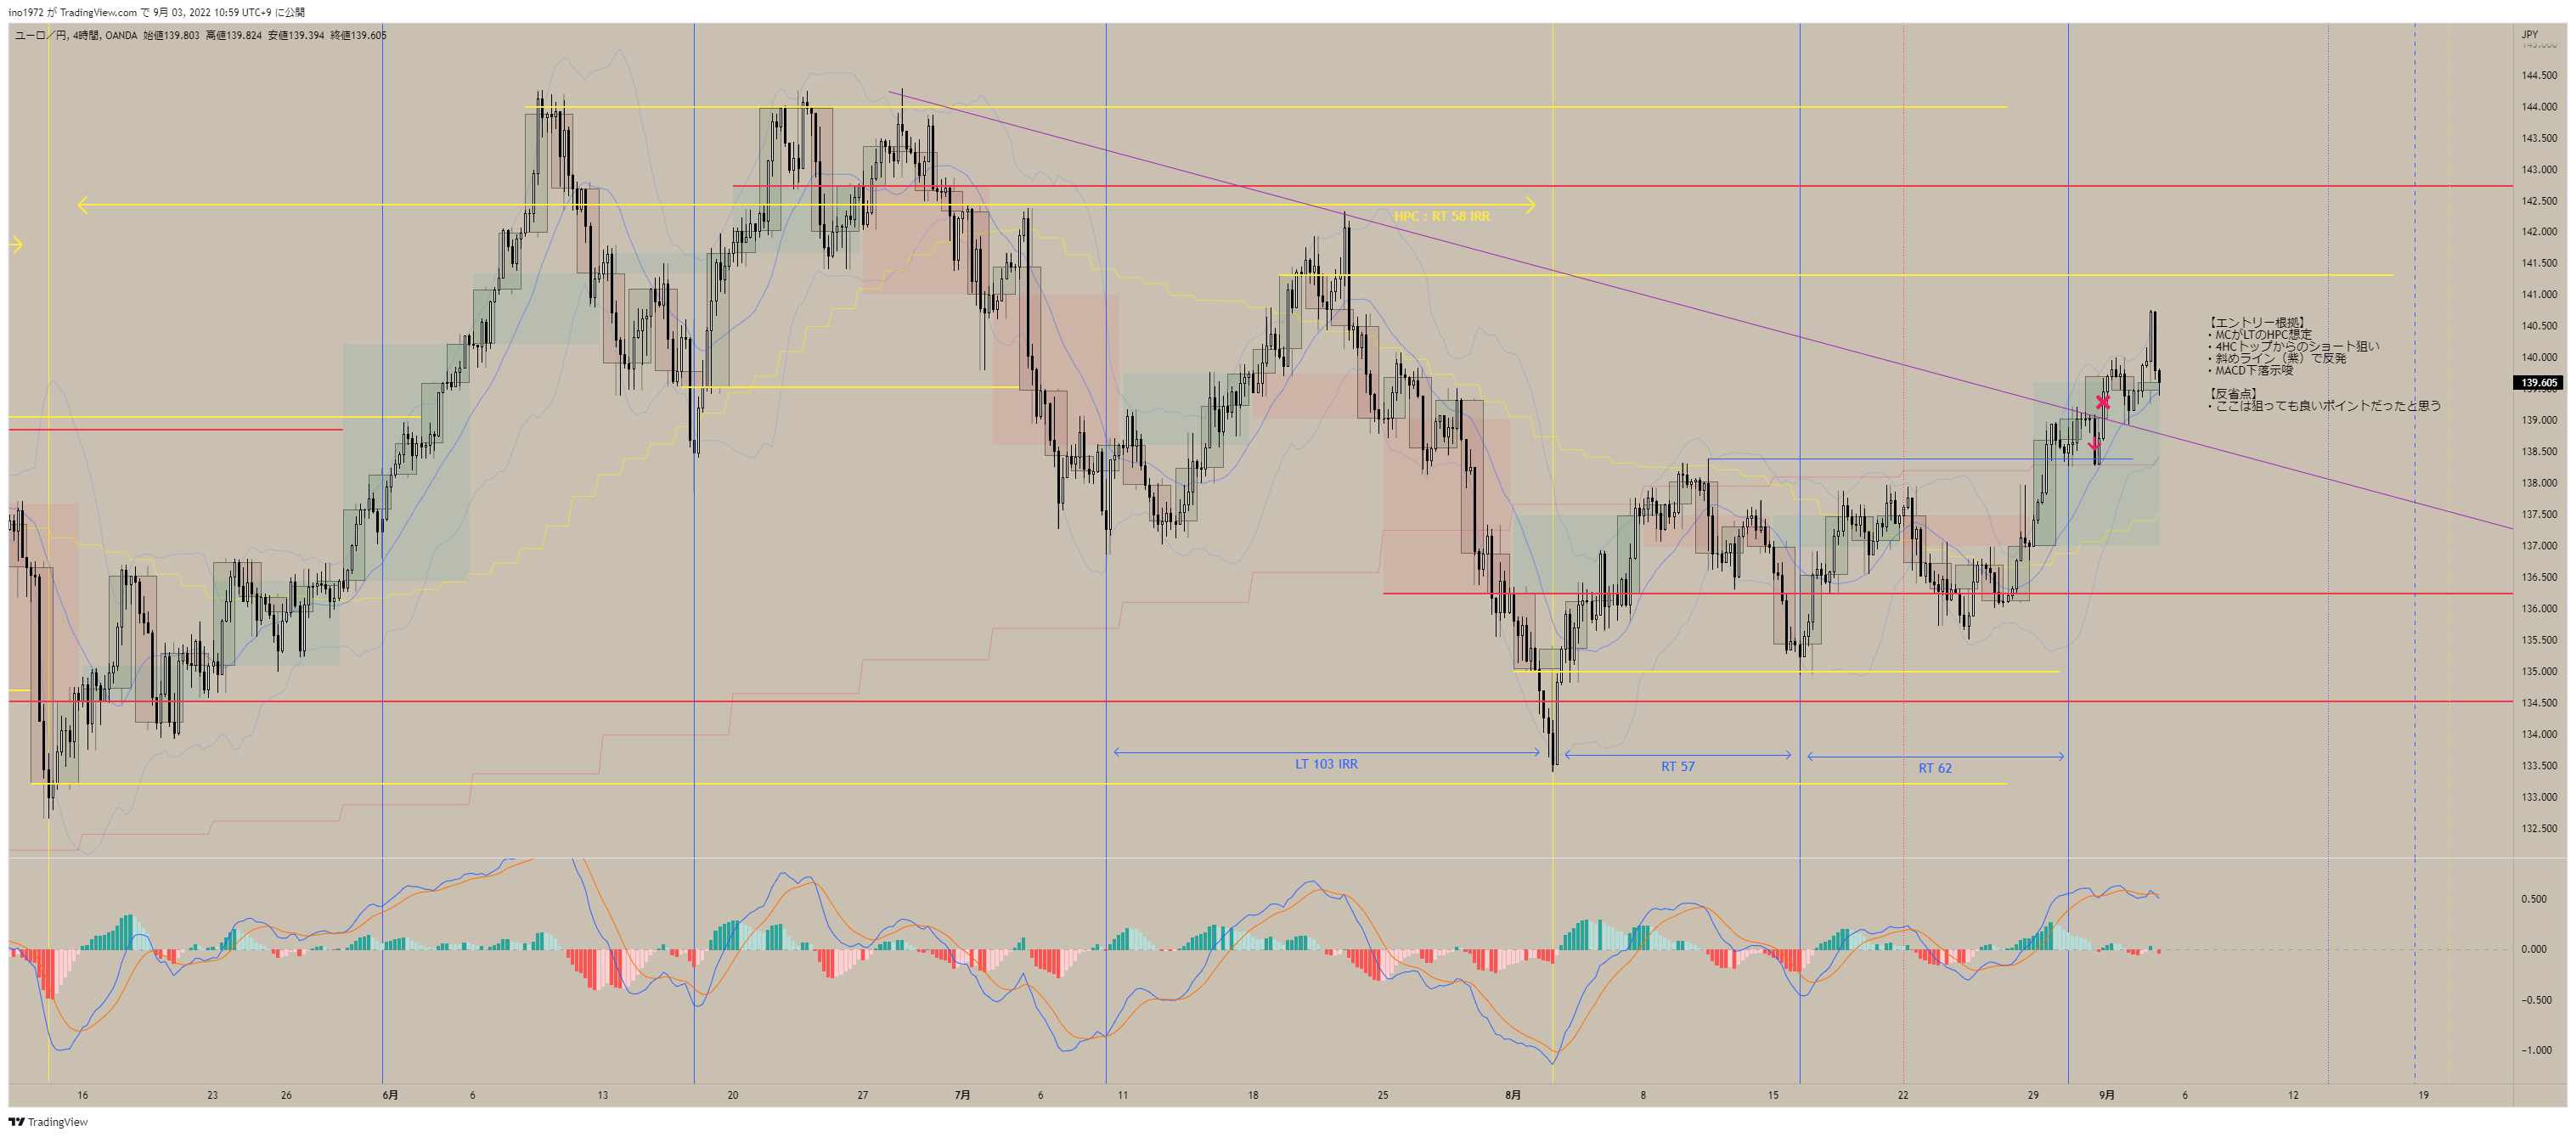 ino1972 が TradingView.com で 9月 03, 2022 10:59 UTC+9 に公開
ユーロ／円, 4時間, OANDA 始値139.803 高値139.824 安値139.394 終値139.605
JPY
144.500
144.000
143.500
143.000
142.500
142.000
141.500
141.000
140.500
140.000
139.605
139.000
138.500
138.000
137.500
137.000
136.500
136.000
135.500
135.000
134.500
134.000
133.500
133.000
132.500
HPC : RT 58 IRR
【エントリー根拠】
・MCがLTのHPC想定
・4HCトップからのショート狙い
・斜めライン（紫）で反発
・MACD下落示唆
【反省点】
・ここは狙っても良いポイントだったと思う
LT 103 IRR
RT 57
RT 62
0.500
0.000
-0.500
-1.000
16 23 26 6月 6 13 20 27 7月 6 11 18 25 8月 8 15 22 29 9月 6 12 19
TradingView